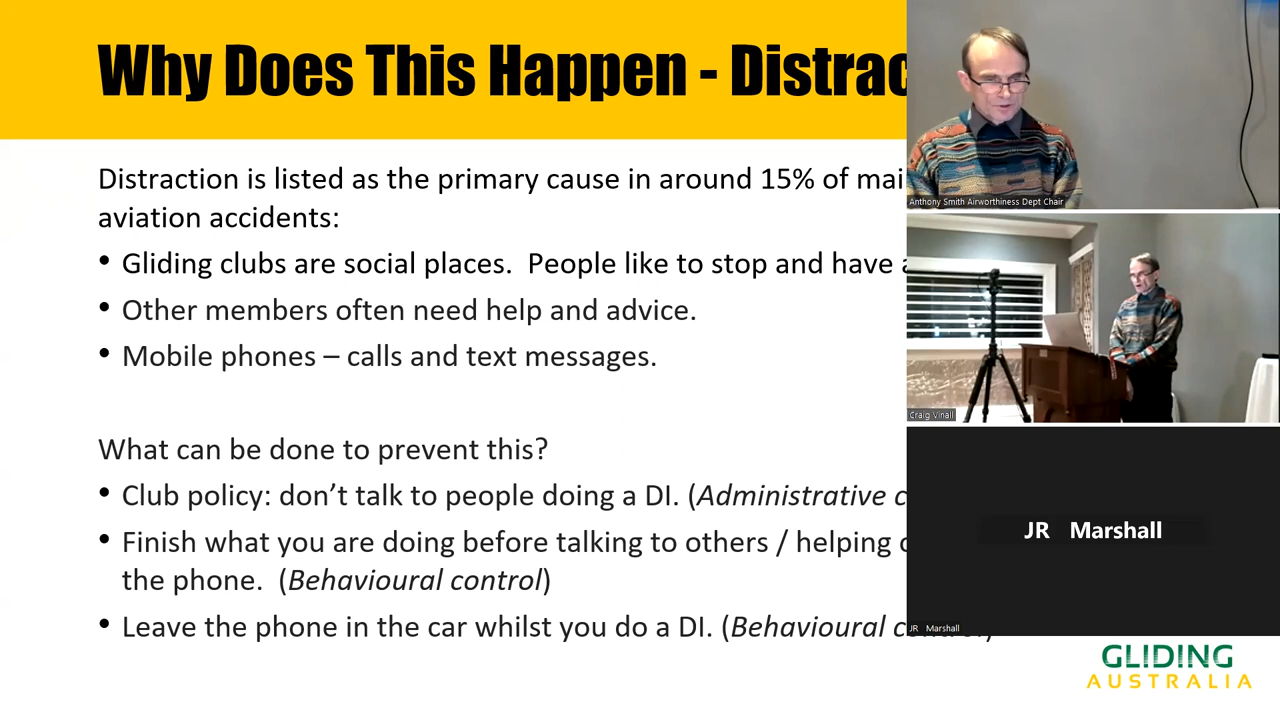 Why Does This Happen - Distrac
Distraction is listed as the primary cause in around 15% of mai
aviation accidents:
• Gliding clubs are social places.  People like to stop and have
• Other members often need help and advice.
• Mobile phones – calls and text messages.
What can be done to prevent this?
• Club policy: don’t talk to people doing a DI. (Administrative c
• Finish what you are doing before talking to others / helping
the phone.  (Behavioural control)
• Leave the phone in the car whilst you do a DI. (Behavioural control)
Anthony Smith Airworthiness Dept Chair
Craig Vinall
JR Marshall
JR Marshall
GLIDING
AUSTRALIA